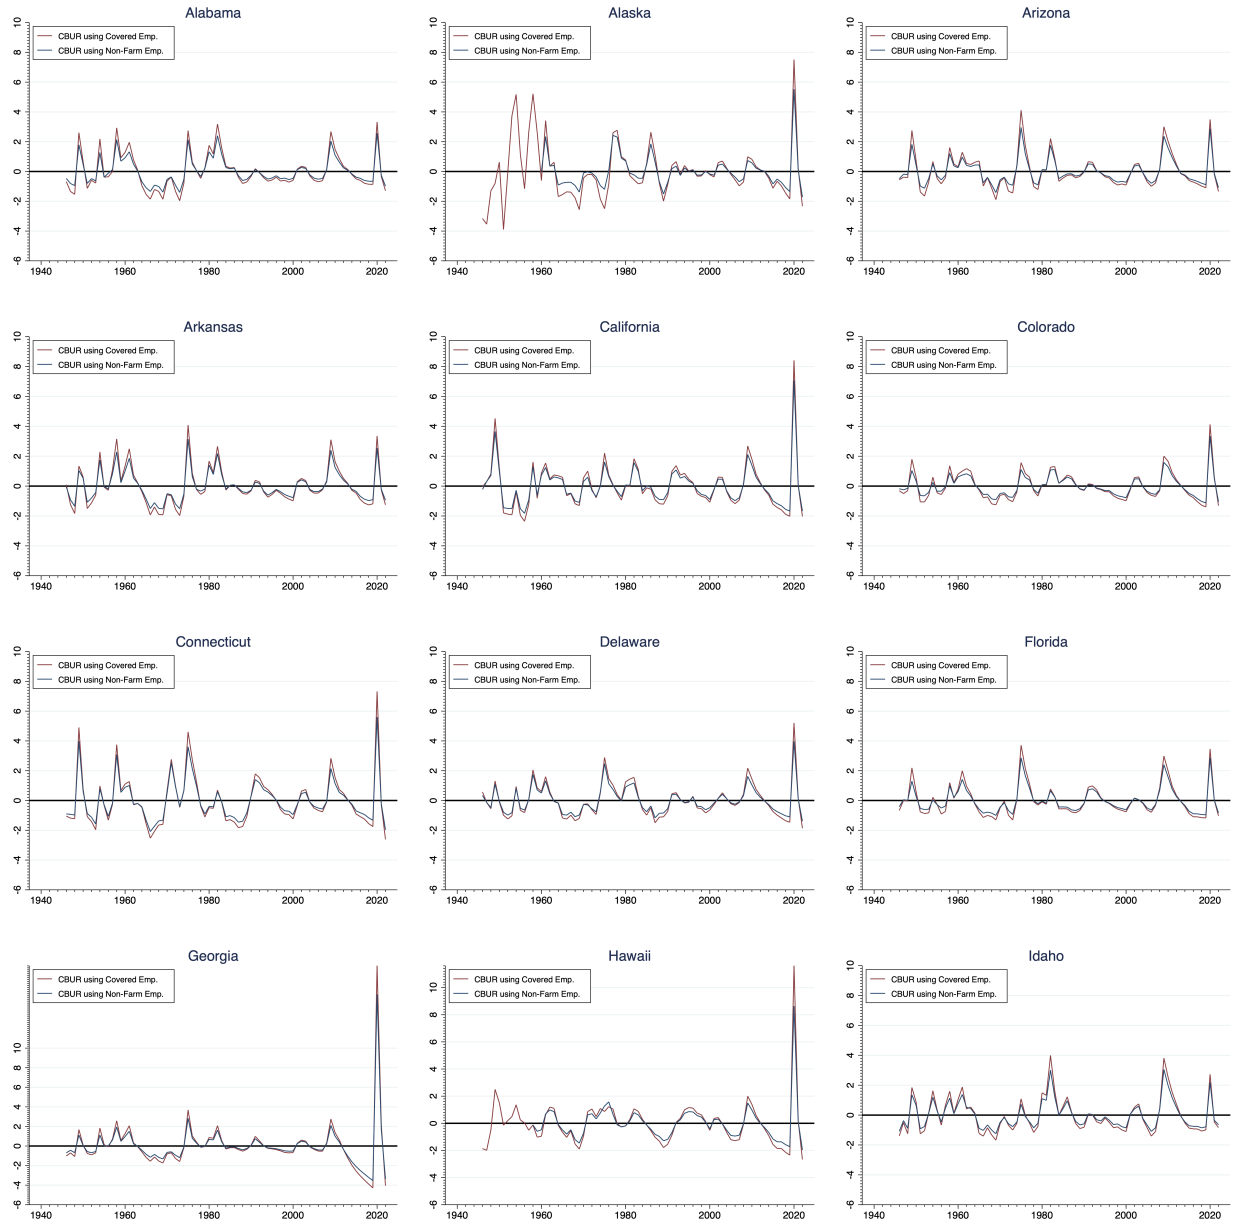 Alabama
CBUR using Covered Emp.
CBUR using Non-Farm Emp.
10
8
6
4
2
0
-2
-4
-6
1940 1960 1980 2000 2020
Alaska
CBUR using Covered Emp.
CBUR using Non-Farm Emp.
10
8
6
4
2
0
-2
-4
-6
1940 1960 1980 2000 2020
Arizona
CBUR using Covered Emp.
CBUR using Non-Farm Emp.
10
8
6
4
2
0
-2
-4
-6
1940 1960 1980 2000 2020
Arkansas
CBUR using Covered Emp.
CBUR using Non-Farm Emp.
10
8
6
4
2
0
-2
-4
-6
1940 1960 1980 2000 2020
California
CBUR using Covered Emp.
CBUR using Non-Farm Emp.
10
8
6
4
2
0
-2
-4
-6
1940 1960 1980 2000 2020
Colorado
CBUR using Covered Emp.
CBUR using Non-Farm Emp.
10
8
6
4
2
0
-2
-4
-6
1940 1960 1980 2000 2020
Connecticut
CBUR using Covered Emp.
CBUR using Non-Farm Emp.
10
8
6
4
2
0
-2
-4
-6
1940 1960 1980 2000 2020
Delaware
CBUR using Covered Emp.
CBUR using Non-Farm Emp.
10
8
6
4
2
0
-2
-4
-6
1940 1960 1980 2000 2020
Florida
CBUR using Covered Emp.
CBUR using Non-Farm Emp.
10
8
6
4
2
0
-2
-4
-6
1940 1960 1980 2000 2020
Georgia
CBUR using Covered Emp.
CBUR using Non-Farm Emp.
10
8
6
4
2
0
-2
-4
-6
1940 1960 1980 2000 2020
Hawaii
CBUR using Covered Emp.
CBUR using Non-Farm Emp.
10
8
6
4
2
0
-2
-4
-6
1940 1960 1980 2000 2020
Idaho
CBUR using Covered Emp.
CBUR using Non-Farm Emp.
10
8
6
4
2
0
-2
-4
-6
1940 1960 1980 2000 2020